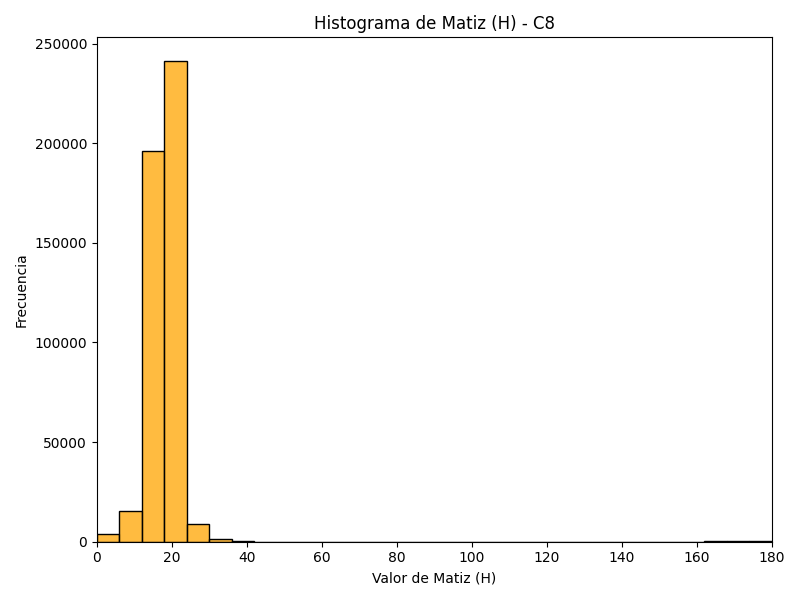 Histograma de Matiz (H) - C8
Frecuencia
250000
200000
150000
100000
50000
0
0 20 40 60 80 100 120 140 160 180
Valor de Matiz (H)